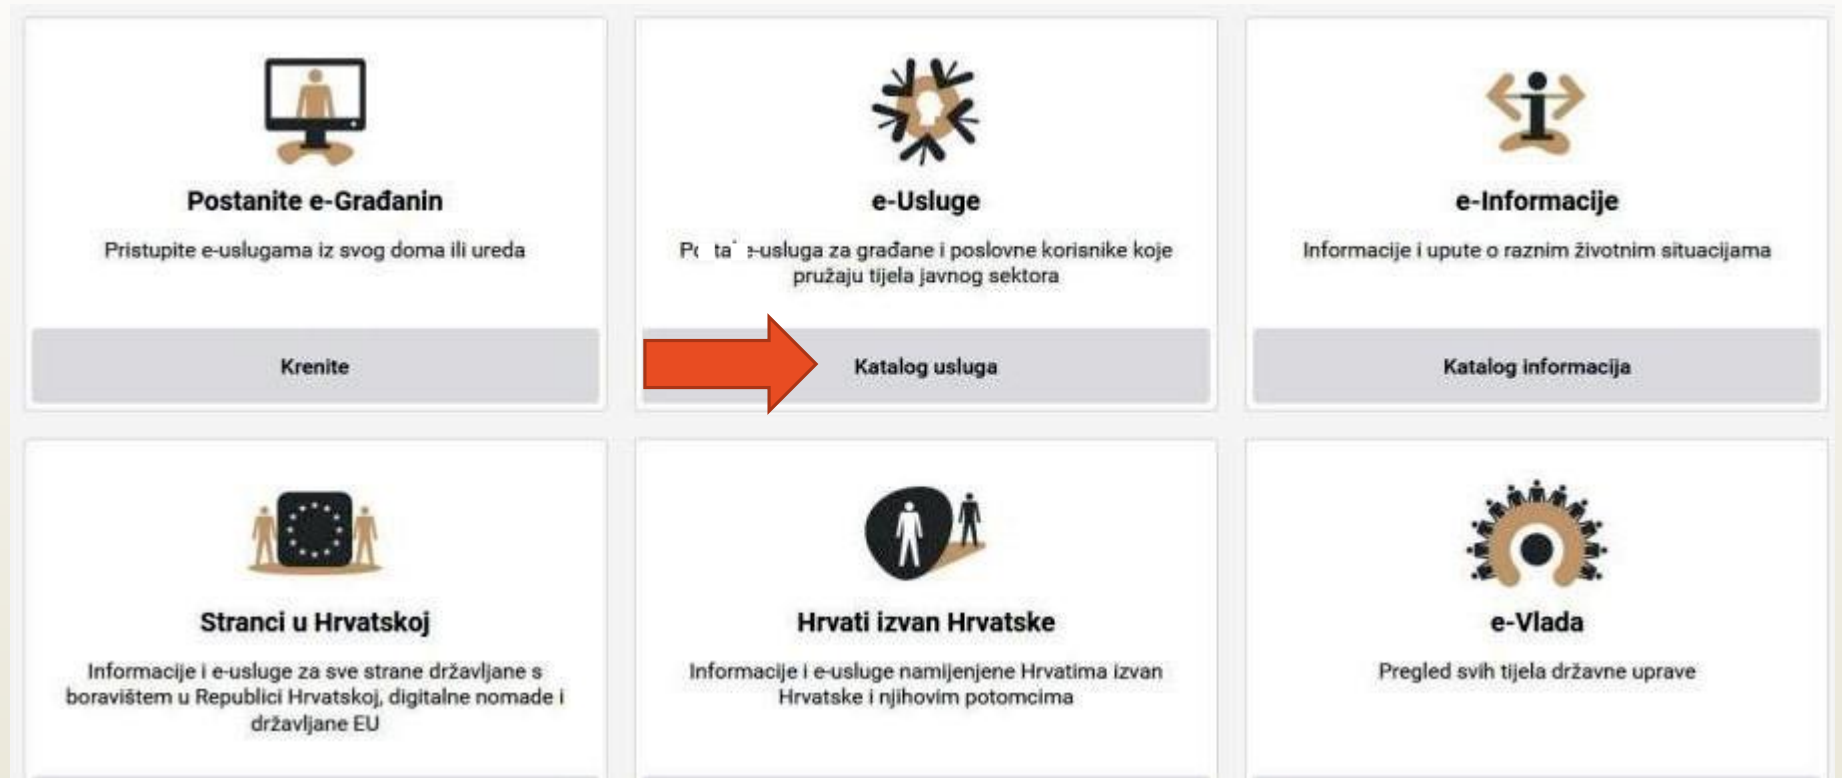 Postanite e-Građanin
Pristupite e-uslugama iz svog doma ili ureda
Krenite
e-Usluge
e-usluga za građane i poslovne korisnike koje
pružaju tijela javnog sektora
Katalog usluga
e-Informacije
Informacije i upute o raznim životnim situacijama
Katalog informacija
Stranci u Hrvatskoj
Informacije i e-usluge za sve strane državljane s
boravištem u Republici Hrvatskoj, digitalne nomade i
državljane EU
Hrvati izvan Hrvatske
Informacije i e-usluge namijenjene Hrvatima izvan
Hrvatske i njihovim potomcima
e-Vlada
Pregled svih tijela državne uprave